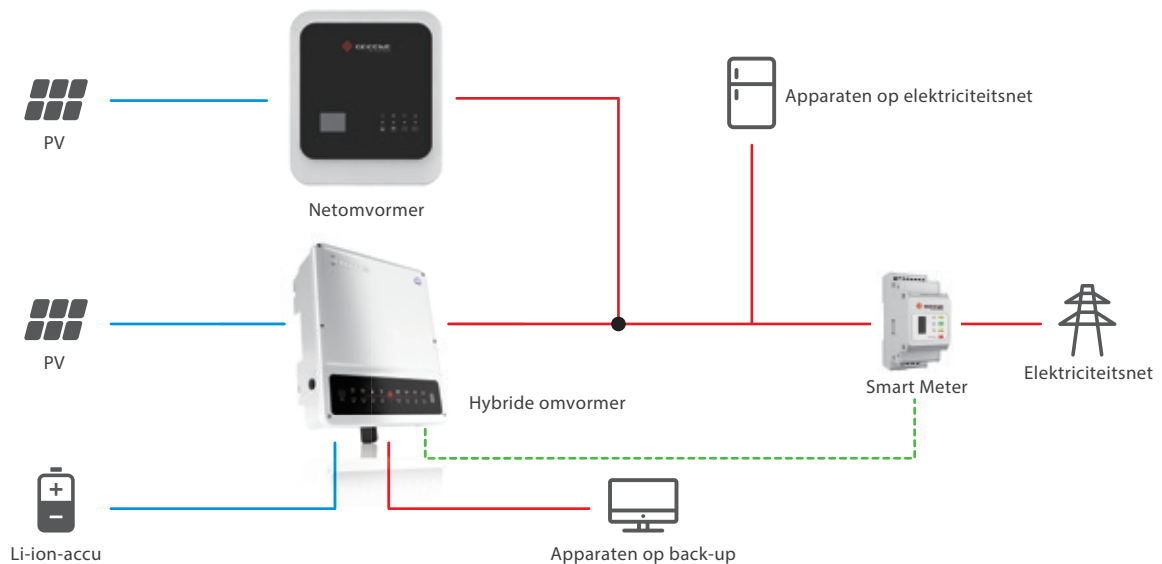 PV
Apparaten op elektriciteitsnet
Netomvormer
PV
Hybride omvormer
Smart Meter
Elektriciteitsnet
Li-ion-accu
Apparaten op back-up